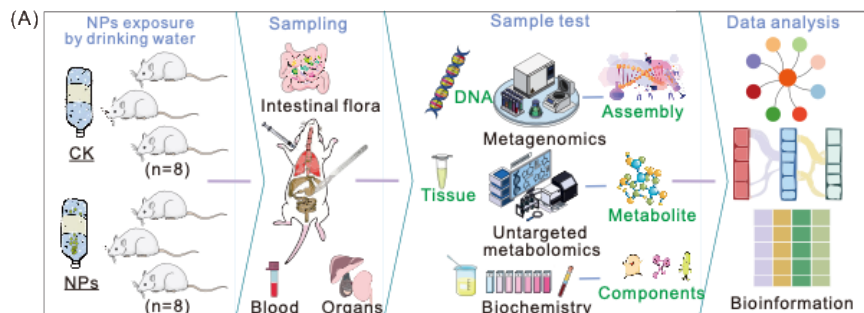 (A)
NPs exposure
by drinking water
CK
(n=8)
NPs
(n=8)
Sampling
Intestinal flora
Blood
Organs
Sample test
DNA
Metagenomics
Assembly
Tissue
Untargeted
metabolomics
Metabolite
Biochemistry
Components
Data analysis
Bioinformation